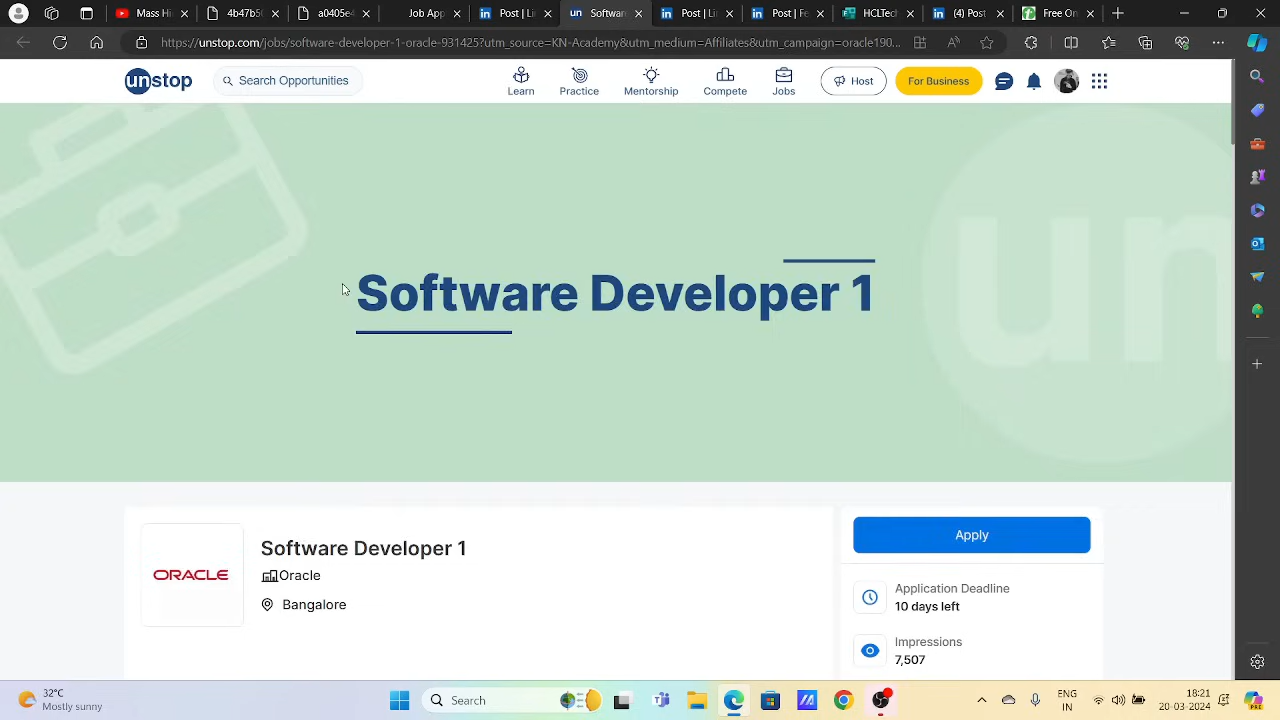 Mass Hi
4b47b5(
a0405e4
Job App
Post | Li
Softwar
Post | L
Post | Fe
HCLTech
(4) Post
Free On
https://unstop.com/jobs/software-developer-1-oracle-931425?utm_source=KN-Academy&utm_medium=Affiliates&utm_campaign=oracle190...
unstop
Search Opportunities
Learn
Practice
Mentorship
Compete
Jobs
Host
For Business
un
Software Developer 1
ORACLE
Software Developer 1
Oracle
Bangalore
Apply
Application Deadline
10 days left
Impressions
7,507
32°C
Mostly sunny
Search
ENG
IN
18:21
20-03-2024